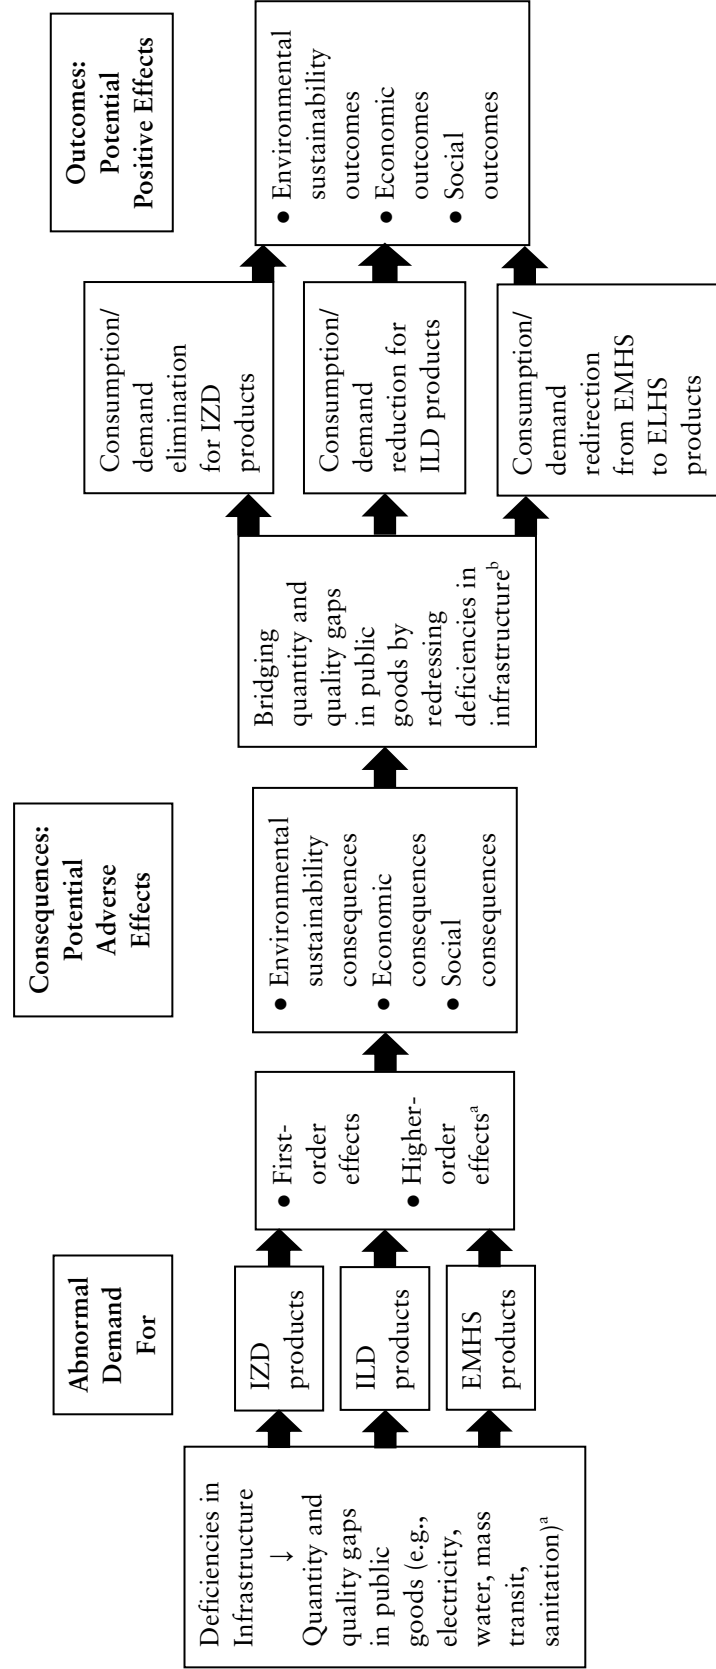 Deficiencies in
Infrastructure
↓
Quantity and
quality gaps
in public
goods (e.g.,
electricity,
water, mass
transit,
sanitation)ᵃ
Abnormal
Demand
For
IZD
products
ILD
products
EMHS
products
● First-
order
effects
● Higher-
order
effectsᵃ
Consequences:
Potential
Adverse
Effects
● Environmental
sustainability
consequences
● Economic
consequences
● Social
consequences
Bridging
quantity and
quality gaps
in public
goods by
redressing
deficiencies in
infrastructureᵇ
Consumption/
demand
elimination
for IZD
products
Consumption/
demand
reduction for
ILD products
Consumption/
demand
redirection
from EMHS
to ELHS
products
Outcomes:
Potential
Positive Effects
● Environmental
sustainability
outcomes
● Economic
outcomes
● Social
outcomes